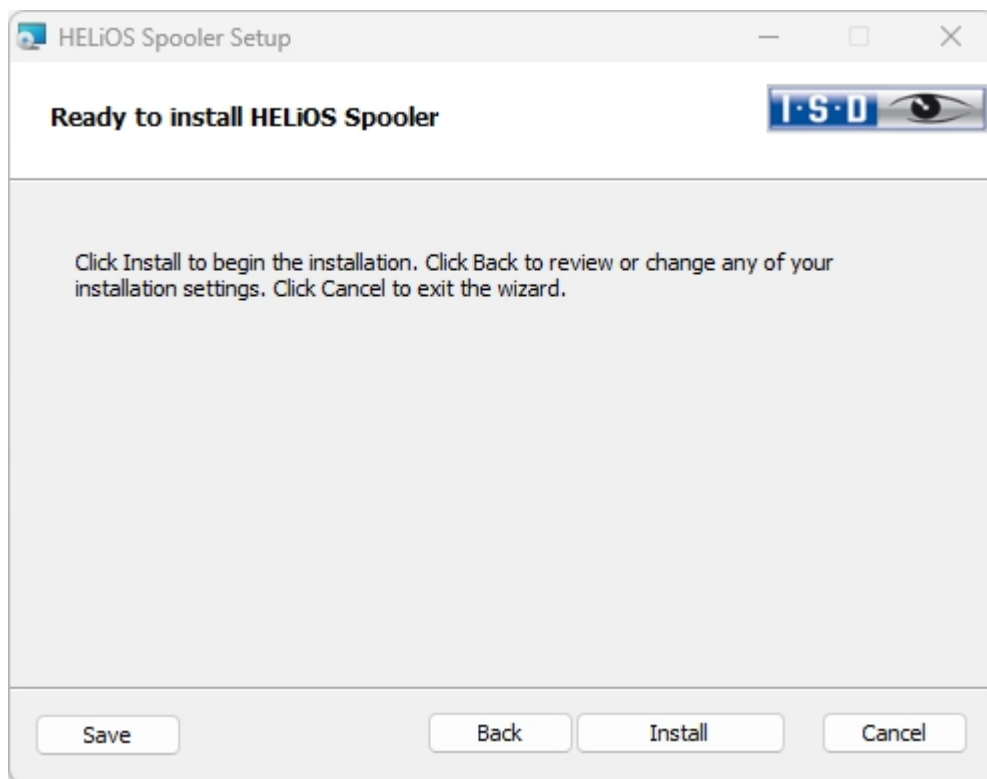 HELiOS Spooler Setup
Ready to install HELiOS Spooler
I·S·D
Click Install to begin the installation. Click Back to review or change any of your
installation settings. Click Cancel to exit the wizard.
Save
Back
Install
Cancel